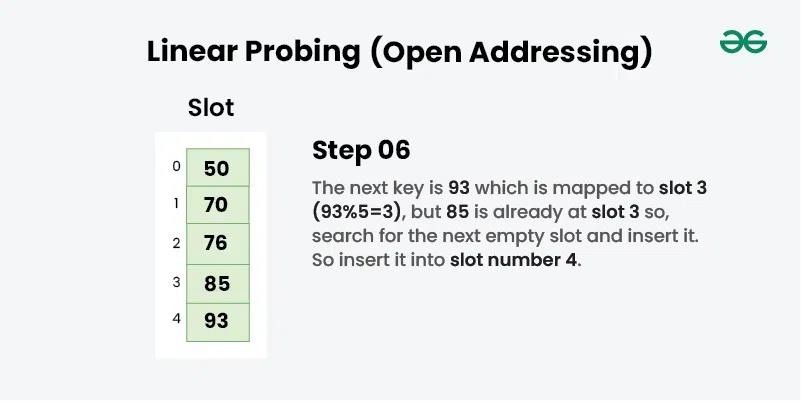 Linear Probing (Open Addressing)
Slot
0 50
1 70
2 76
3 85
4 93
Step 06
The next key is 93 which is mapped to slot 3
(93%5=3), but 85 is already at slot 3 so,
search for the next empty slot and insert it.
So insert it into slot number 4.